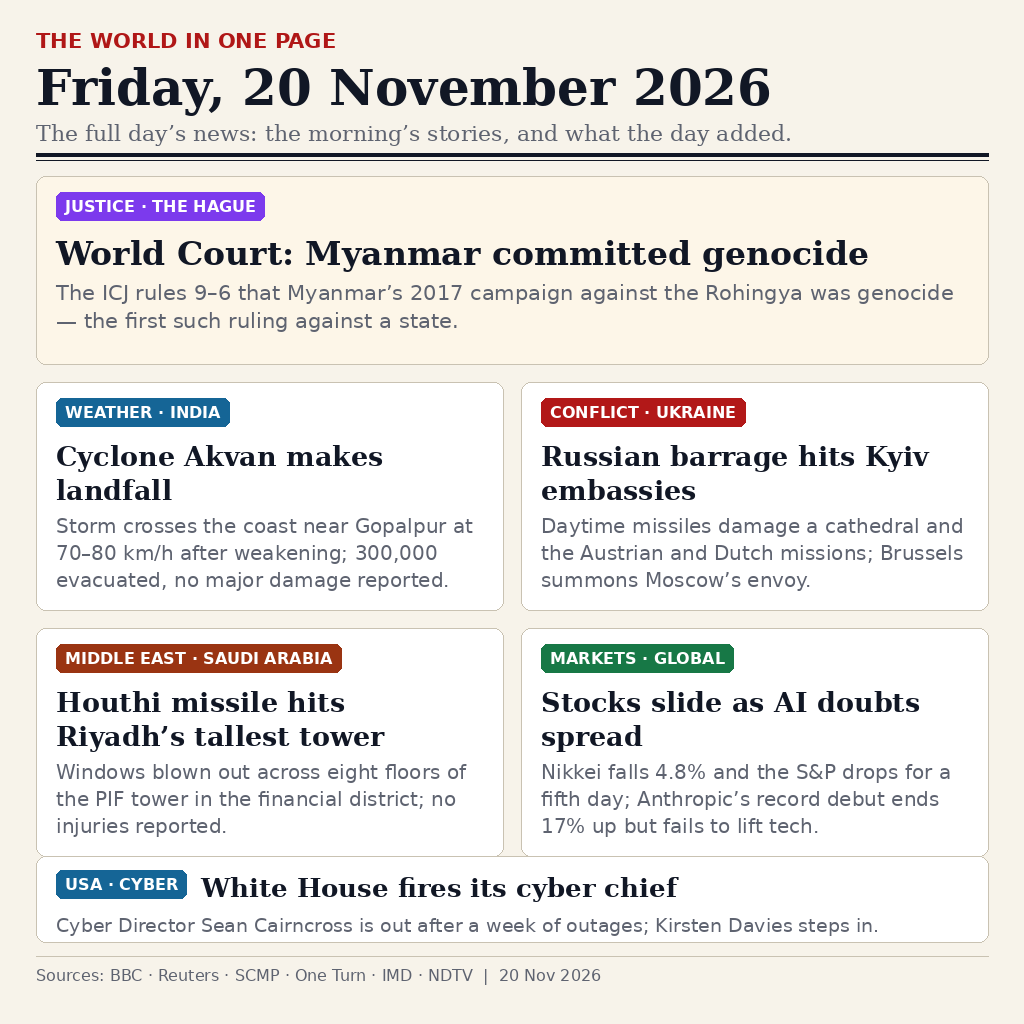 THE WORLD IN ONE PAGE
Friday, 20 November 2026
The full day’s news: the morning’s stories, and what the day added.
JUSTICE · THE HAGUE
World Court: Myanmar committed genocide
The ICJ rules 9–6 that Myanmar’s 2017 campaign against the Rohingya was genocide
— the first such ruling against a state.
WEATHER · INDIA
Cyclone Akvan makes
landfall
Storm crosses the coast near Gopalpur at
70–80 km/h after weakening; 300,000
evacuated, no major damage reported.
CONFLICT · UKRAINE
Russian barrage hits Kyiv
embassies
Daytime missiles damage a cathedral and
the Austrian and Dutch missions; Brussels
summons Moscow’s envoy.
MIDDLE EAST · SAUDI ARABIA
Houthi missile hits
Riyadh’s tallest tower
Windows blown out across eight floors of
the PIF tower in the financial district; no
injuries reported.
MARKETS · GLOBAL
Stocks slide as AI doubts
spread
Nikkei falls 4.8% and the S&P drops for a
fifth day; Anthropic’s record debut ends
17% up but fails to lift tech.
USA · CYBER
White House fires its cyber chief
Cyber Director Sean Cairncross is out after a week of outages; Kirsten Davies steps in.
Sources: BBC · Reuters · SCMP · One Turn · IMD · NDTV | 20 Nov 2026